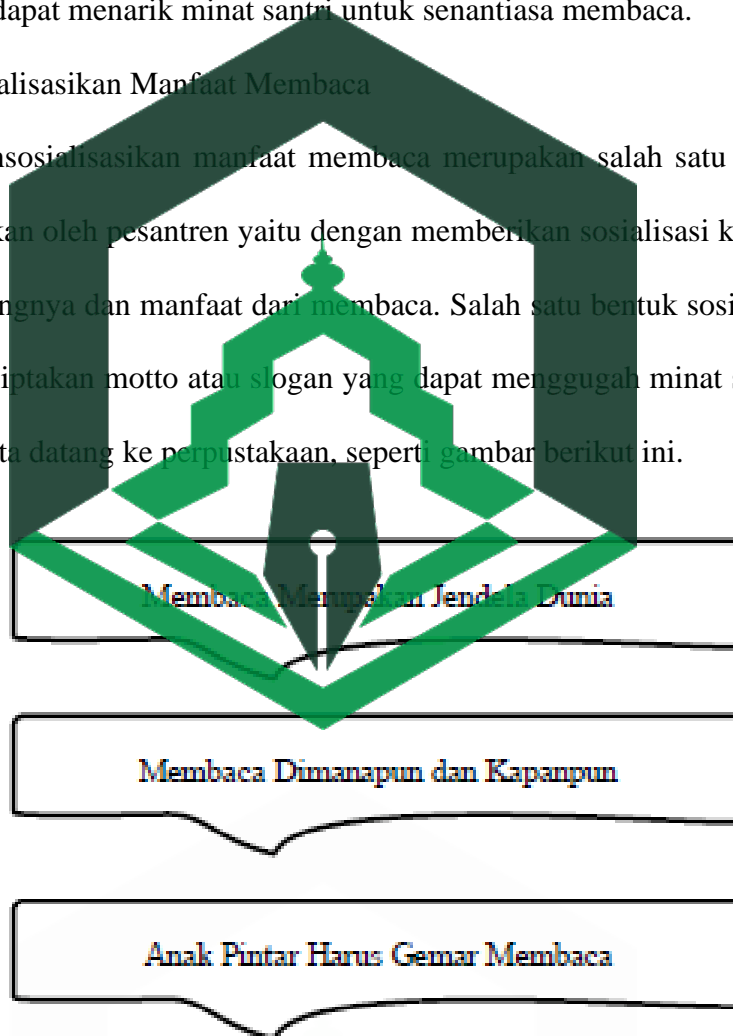 dapat menarik minat santri untuk senantiasa membaca.
alisasikan Manfaat Membaca
nsosialisasikan manfaat membaca merupakan salah satu
kan oleh pesantren yaitu dengan memberikan sosialisasi k
ngnya dan manfaat dari membaca. Salah satu bentuk sosi
iptakan motto atau slogan yang dapat menggugah minat s
ta datang ke perpustakaan, seperti gambar berikut ini.
Membaca Merupakan Jendela Dunia
Membaca Dimanapun dan Kapanpun
Anak Pintar Harus Gemar Membaca